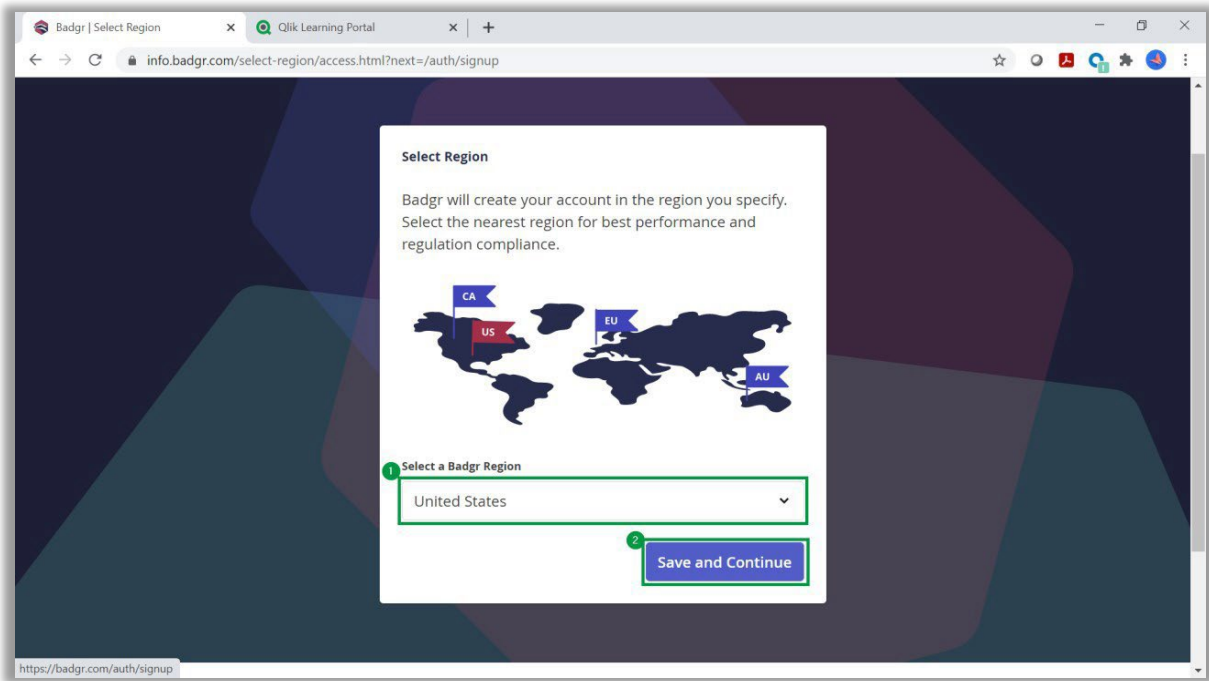 Badgr | Select Region
Qlik Learning Portal
info.badgr.com/select-region/access.html?next=/auth/signup
Select Region
Badgr will create your account in the region you specify.
Select the nearest region for best performance and
regulation compliance.
CA
US
EU
AU
1
Select a Badgr Region
United States
2
Save and Continue
https://badgr.com/auth/signup